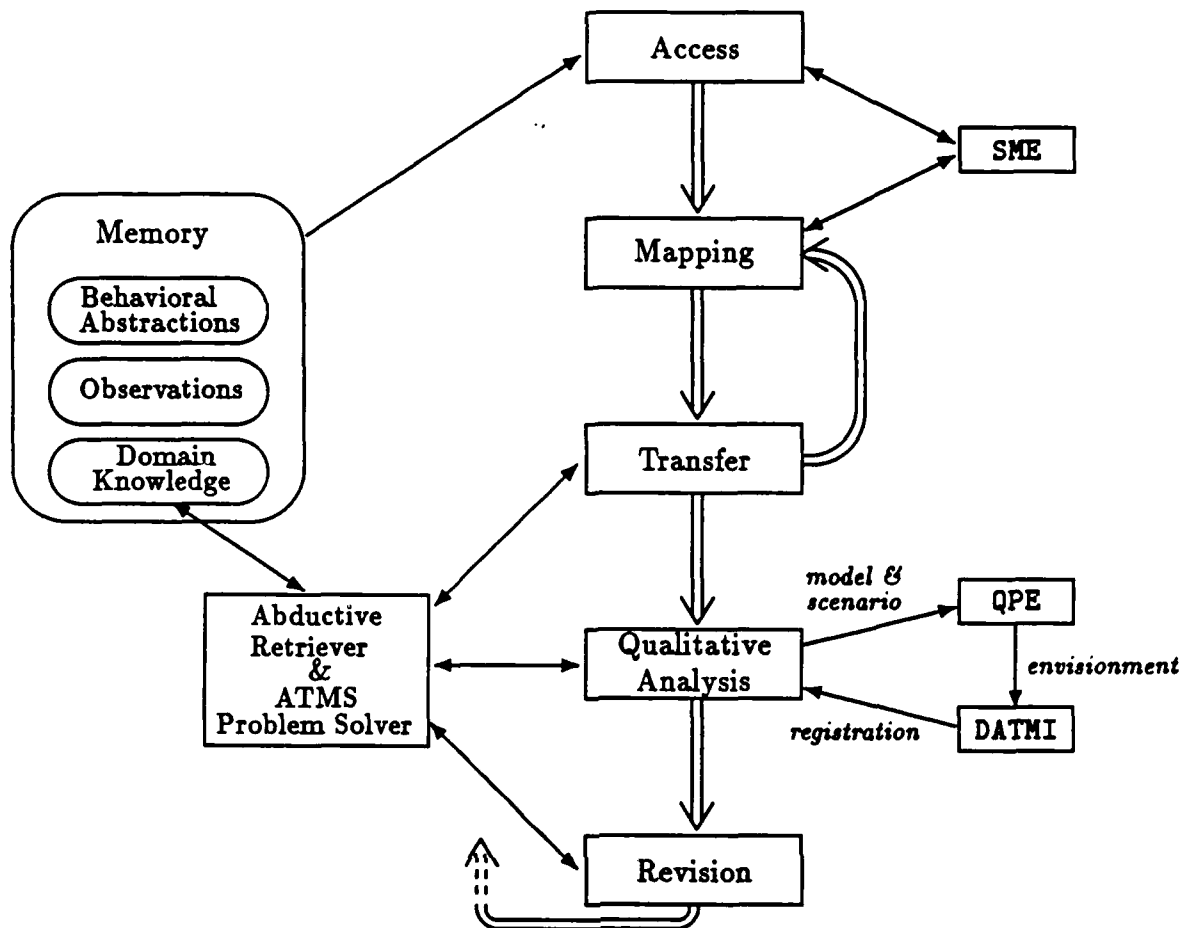 Access
SME
Memory
Mapping
Behavioral
Abstractions
Observations
Domain
Knowledge
Transfer
model &
scenario
QPE
Abductive
Retriever
&
ATMS
Problem Solver
Qualitative
Analysis
envisionment
registration
DATMI
Revision